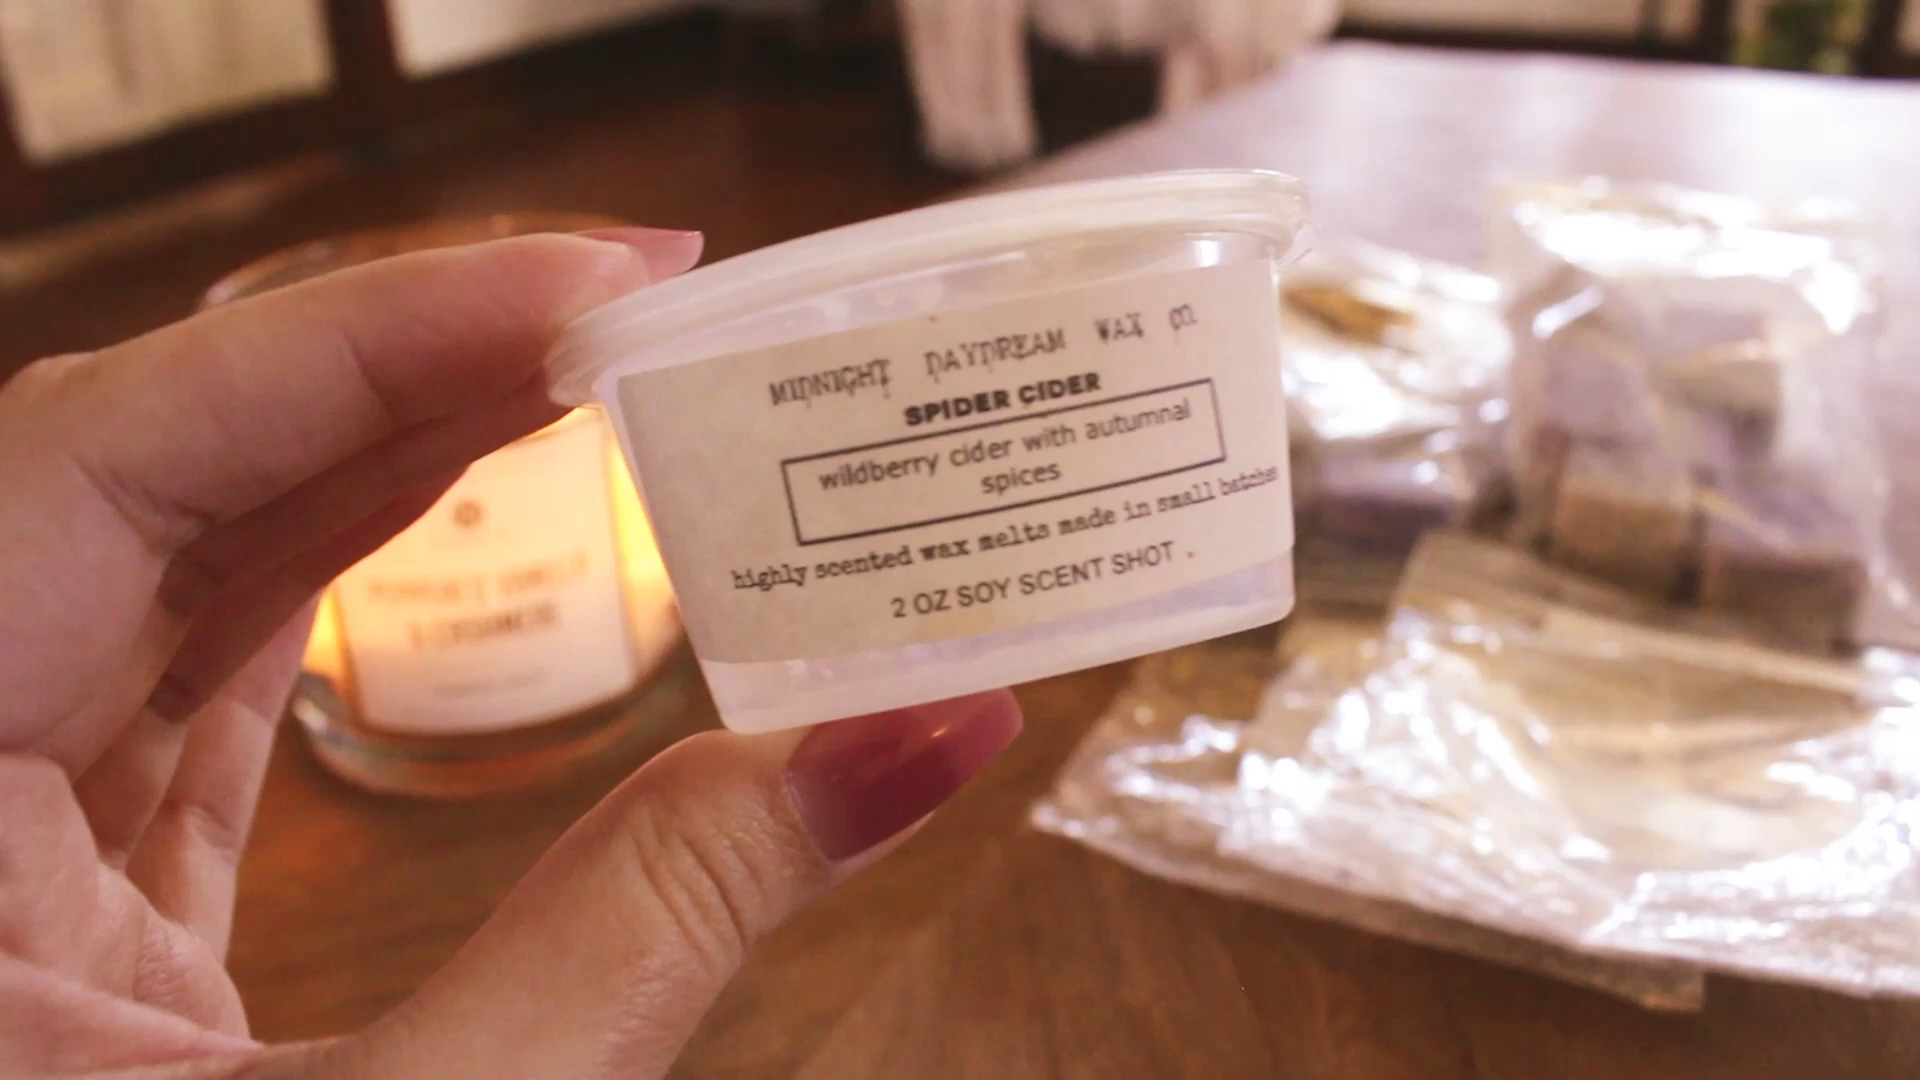 MIDNIGHT DAYDREAM WAX CO
SPIDER CIDER
wildberry cider with autumnal
spices
highly scented wax melts made in small batches
2 OZ SOY SCENT SHOT